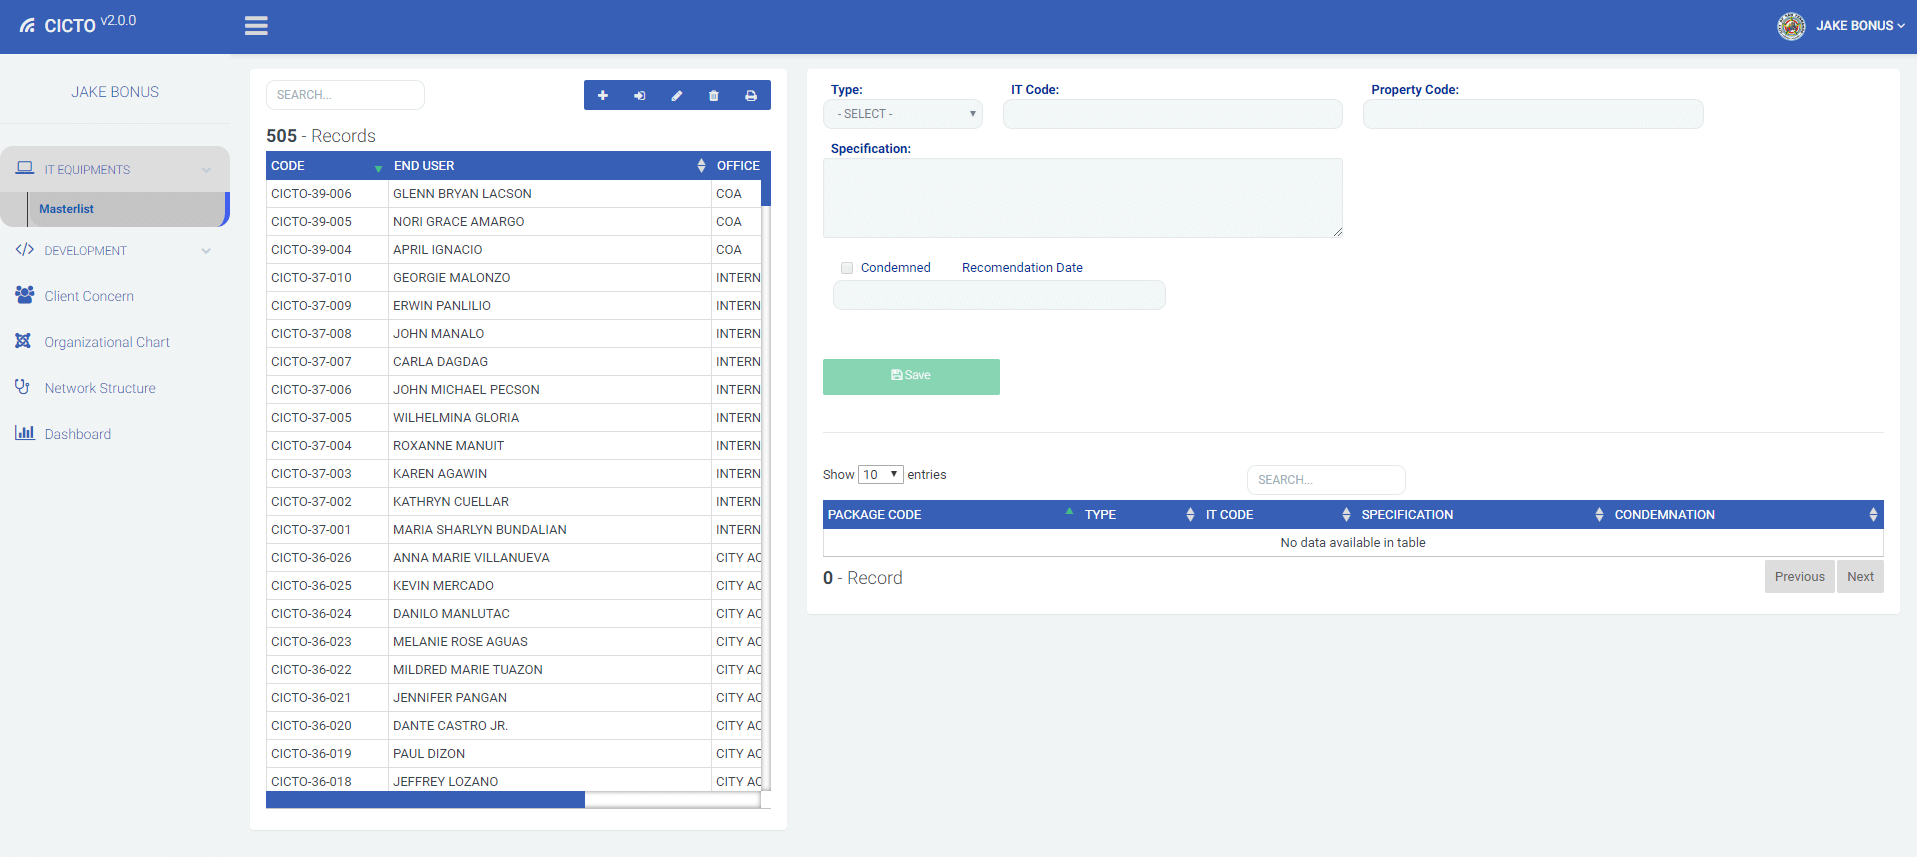 CICTO v2.0.0
JAKE BONUS
JAKE BONUS
IT EQUIPMENTS
Masterlist
DEVELOPMENT
Client Concern
Organizational Chart
Network Structure
Dashboard
SEARCH...
505 - Records
CODE END USER OFFICE
CICTO-39-006 GLENN BRYAN LACSON COA
CICTO-39-005 NORI GRACE AMARGO COA
CICTO-39-004 APRIL IGNACIO COA
CICTO-37-010 GEORGIE MALONZO INTERN
CICTO-37-009 ERWIN PANLILIO INTERN
CICTO-37-008 JOHN MANALO INTERN
CICTO-37-007 CARLA DAGDAG INTERN
CICTO-37-006 JOHN MICHAEL PECSON INTERN
CICTO-37-005 WILHELMINA GLORIA INTERN
CICTO-37-004 ROXANNE MANUIT INTERN
CICTO-37-003 KAREN AGAWIN INTERN
CICTO-37-002 KATHRYN CUELLAR INTERN
CICTO-37-001 MARIA SHARLYN BUNDALIAN INTERN
CICTO-36-026 ANNA MARIE VILLANUEVA CITY AC
CICTO-36-025 KEVIN MERCADO CITY AC
CICTO-36-024 DANILO MANLUTAC CITY AC
CICTO-36-023 MELANIE ROSE AGUAS CITY AC
CICTO-36-022 MILDRED MARIE TUAZON CITY AC
CICTO-36-021 JENNIFER PANGAN CITY AC
CICTO-36-020 DANTE CASTRO JR. CITY AC
CICTO-36-019 PAUL DIZON CITY AC
CICTO-36-018 JEFFREY LOZANO CITY AC
Type: IT Code: Property Code:
- SELECT -
Specification:
Condemned Recomendation Date
Save
Show 10 entries
SEARCH...
PACKAGE CODE TYPE IT CODE SPECIFICATION CONDEMNATION
No data available in table
0 - Record
Previous Next